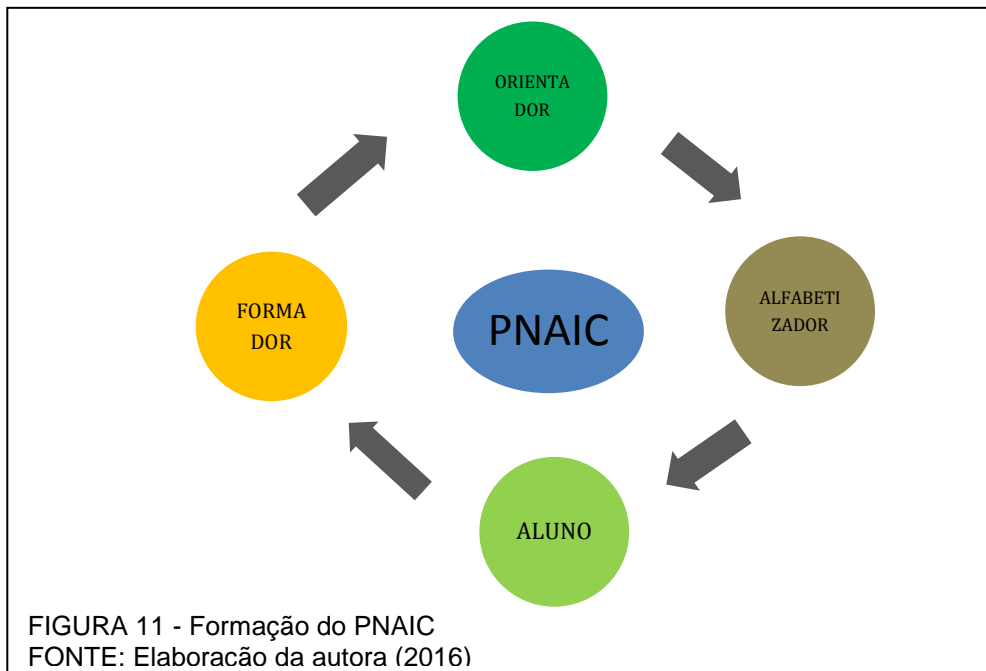 ORIENTA
DOR
ALFABETI
ZADOR
FORMA
DOR
PNAIC
ALUNO
FIGURA 11 - Formação do PNAIC
FONTE: Elaboração da autora (2016)